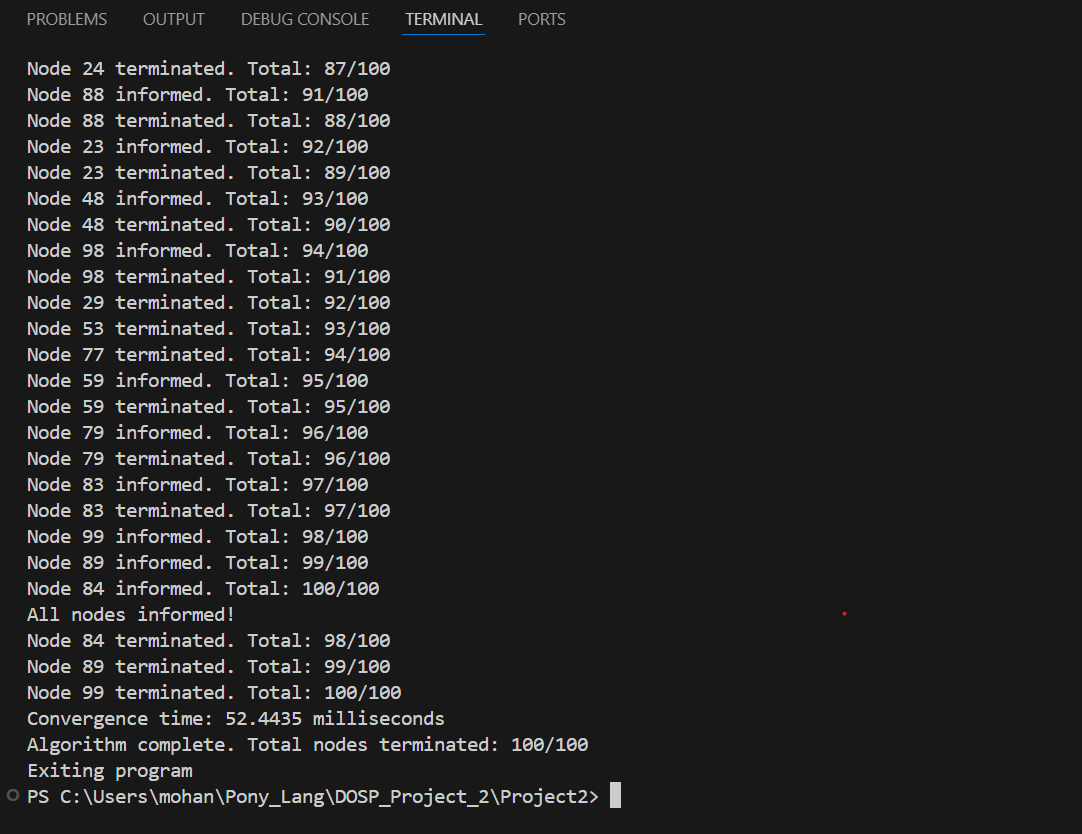 PROBLEMS OUTPUT DEBUG CONSOLE TERMINAL PORTS
Node 24 terminated. Total: 87/100
Node 88 informed. Total: 91/100
Node 88 terminated. Total: 88/100
Node 23 informed. Total: 92/100
Node 23 terminated. Total: 89/100
Node 48 informed. Total: 93/100
Node 48 terminated. Total: 90/100
Node 98 informed. Total: 94/100
Node 98 terminated. Total: 91/100
Node 29 terminated. Total: 92/100
Node 53 terminated. Total: 93/100
Node 77 terminated. Total: 94/100
Node 59 informed. Total: 95/100
Node 59 terminated. Total: 95/100
Node 79 informed. Total: 96/100
Node 79 terminated. Total: 96/100
Node 83 informed. Total: 97/100
Node 83 terminated. Total: 97/100
Node 99 informed. Total: 98/100
Node 89 informed. Total: 99/100
Node 84 informed. Total: 100/100
All nodes informed!
Node 84 terminated. Total: 98/100
Node 89 terminated. Total: 99/100
Node 99 terminated. Total: 100/100
Convergence time: 52.4435 milliseconds
Algorithm complete. Total nodes terminated: 100/100
Exiting program
PS C:\Users\mohan\Pony_Lang\DOSP_Project_2\Project2>